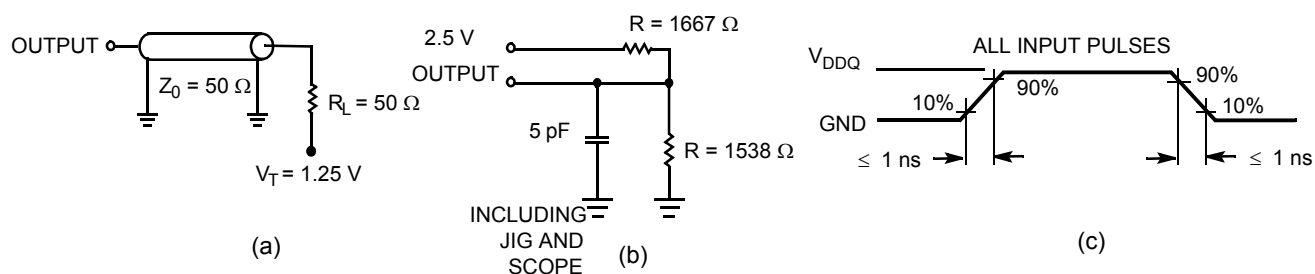 OUTPUT
Z0 = 50 Ω
RL = 50 Ω
VT = 1.25 V
(a)
R = 1667 Ω
2.5 V
OUTPUT
5 pF
R = 1538 Ω
INCLUDING
JIG AND
SCOPE
(b)
ALL INPUT PULSES
VDDQ
90%
90%
10%
10%
GND
≤ 1 ns
≤ 1 ns
(c)